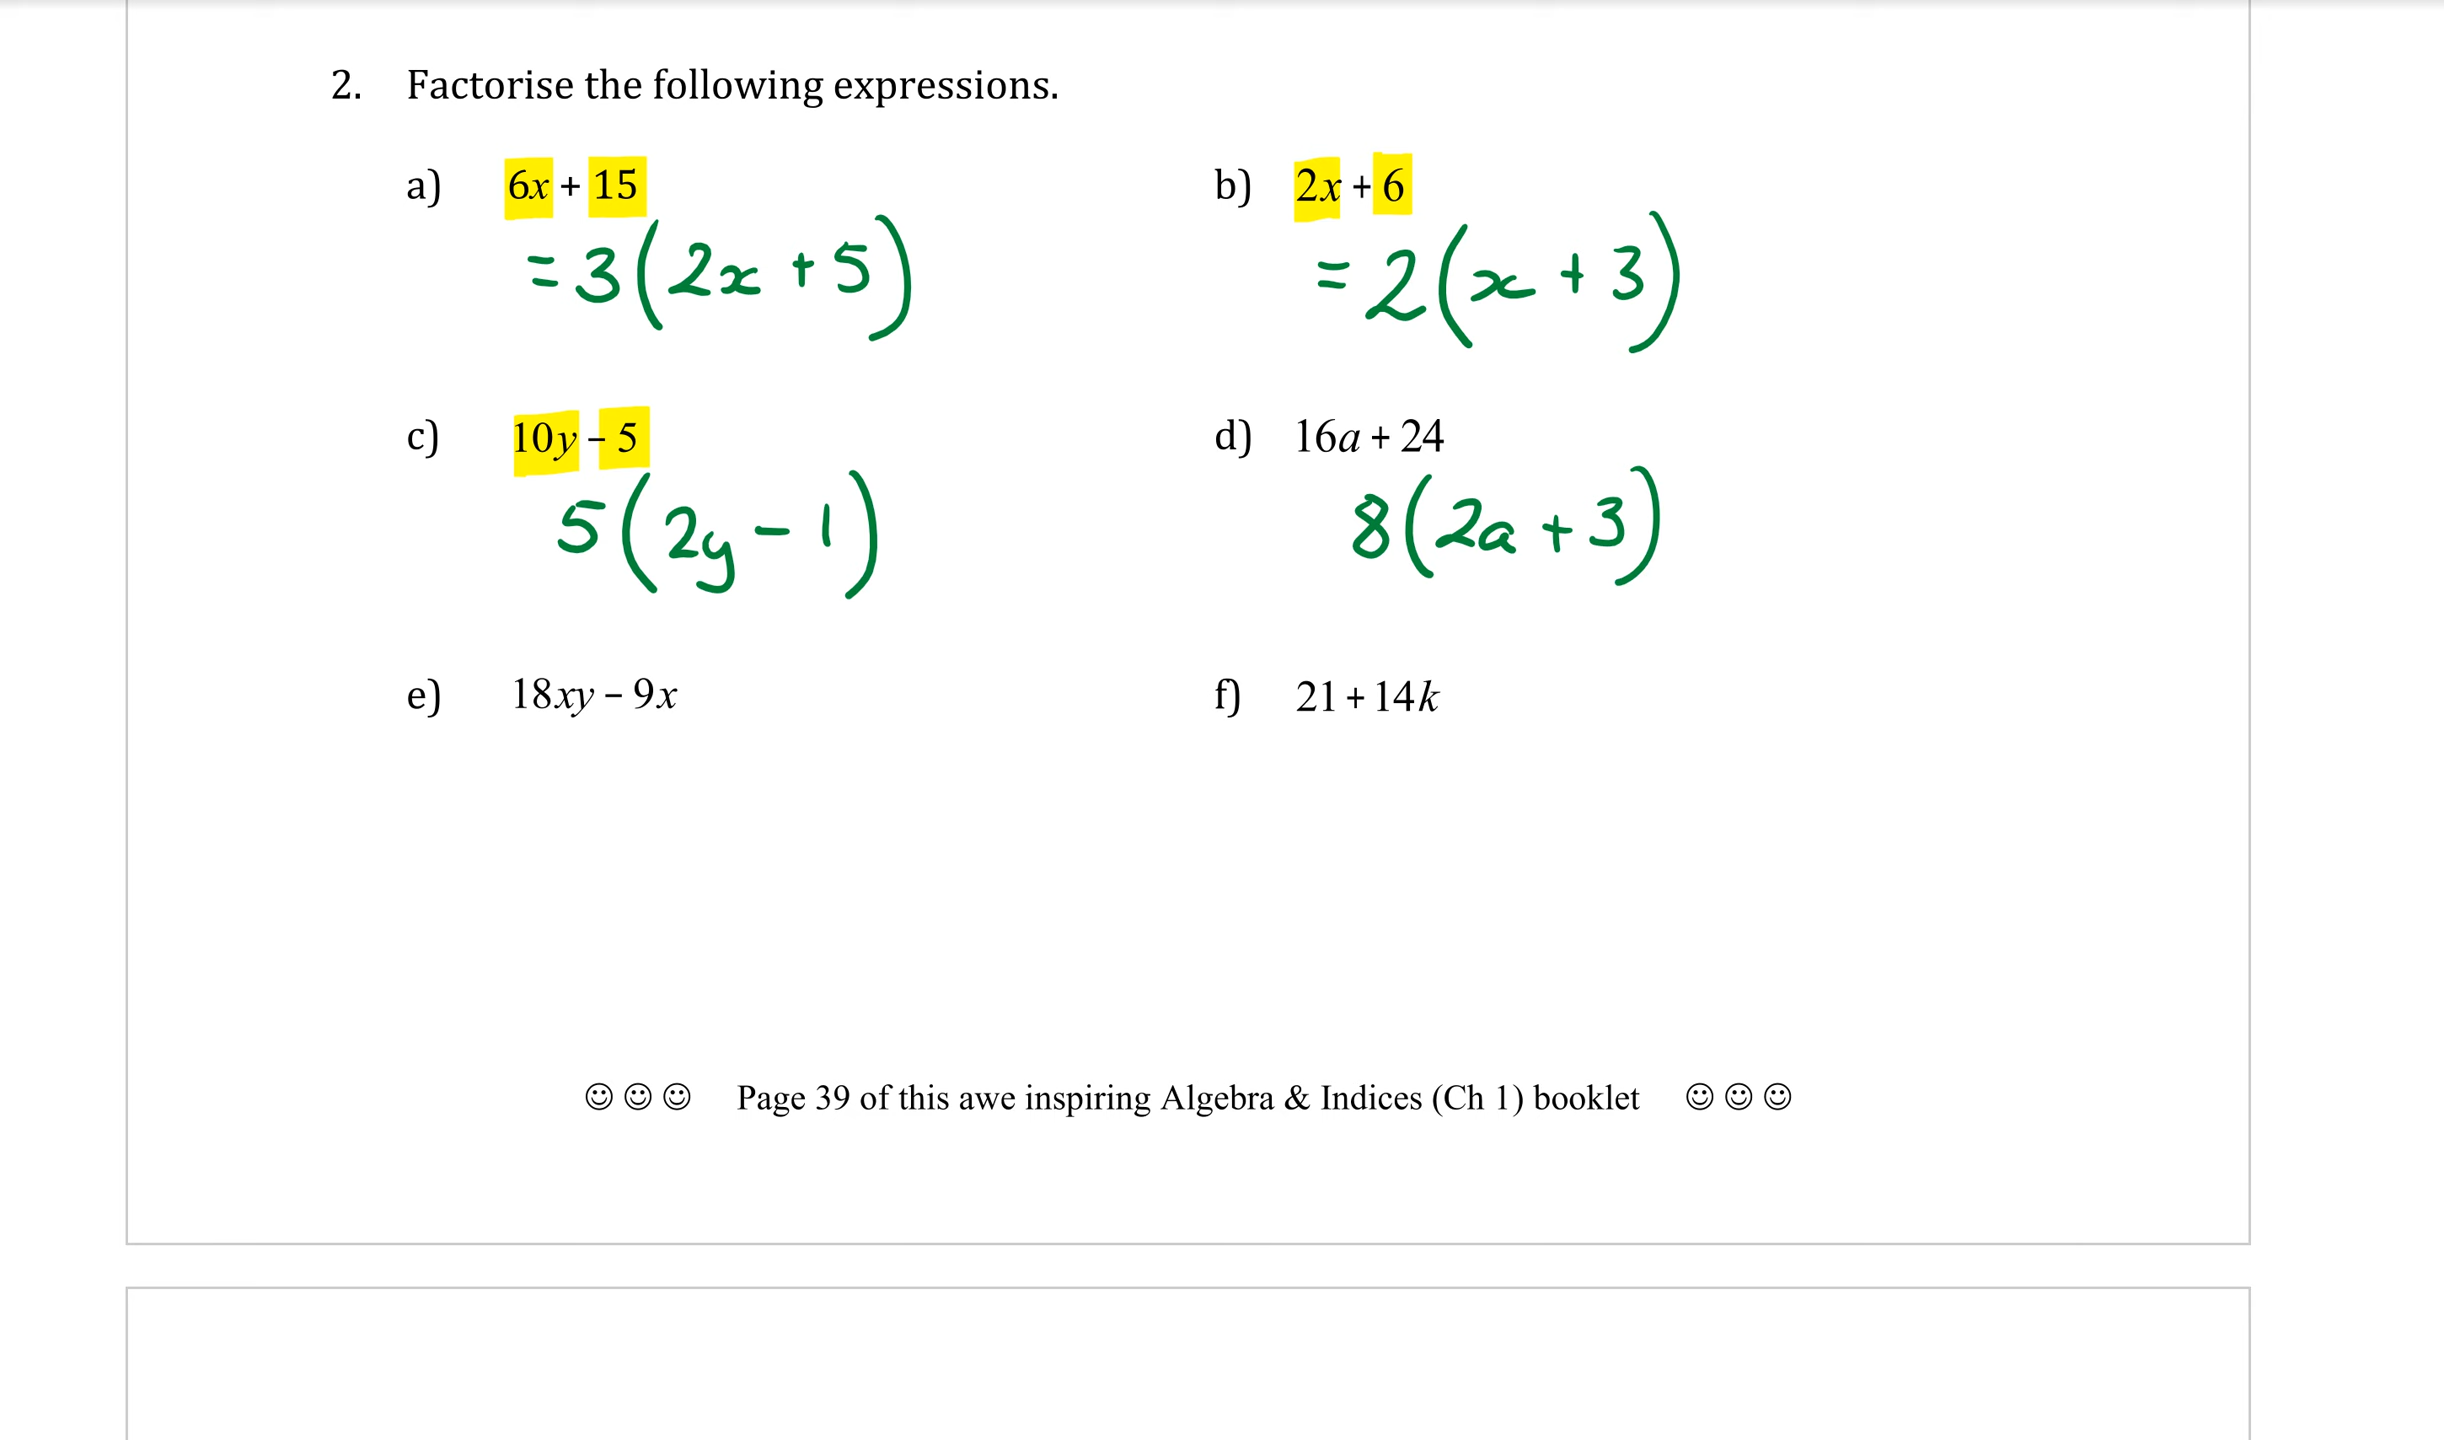 2. Factorise the following expressions.
a) 6x + 15
b) 2x + 6
= 3(2x + 5)
= 2(x + 3)
c) 10y – 5
d) 16a + 24
5(2y – 1)
8(2a + 3)
e) 18xy – 9x
f) 21 + 14k
☺ ☺ ☺ Page 39 of this awe inspiring Algebra & Indices (Ch 1) booklet ☺ ☺ ☺